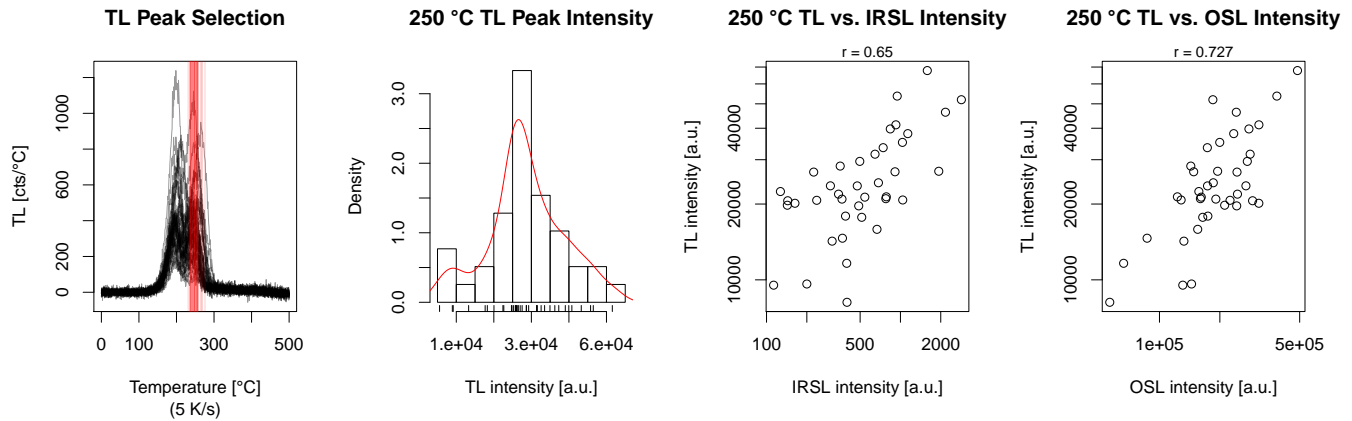 TL Peak Selection
TL [cts/°C]
0
200
600
1000
0
100
300
500
Temperature [°C]
(5 K/s)
250 °C TL Peak Intensity
Density
0.0
1.0
2.0
3.0
1.e+04
3.e+04
6.e+04
TL intensity [a.u.]
250 °C TL vs. IRSL Intensity
r = 0.65
TL intensity [a.u.]
10000
20000
40000
100
500
2000
IRSL intensity [a.u.]
250 °C TL vs. OSL Intensity
r = 0.727
TL intensity [a.u.]
10000
20000
40000
1e+05
5e+05
OSL intensity [a.u.]